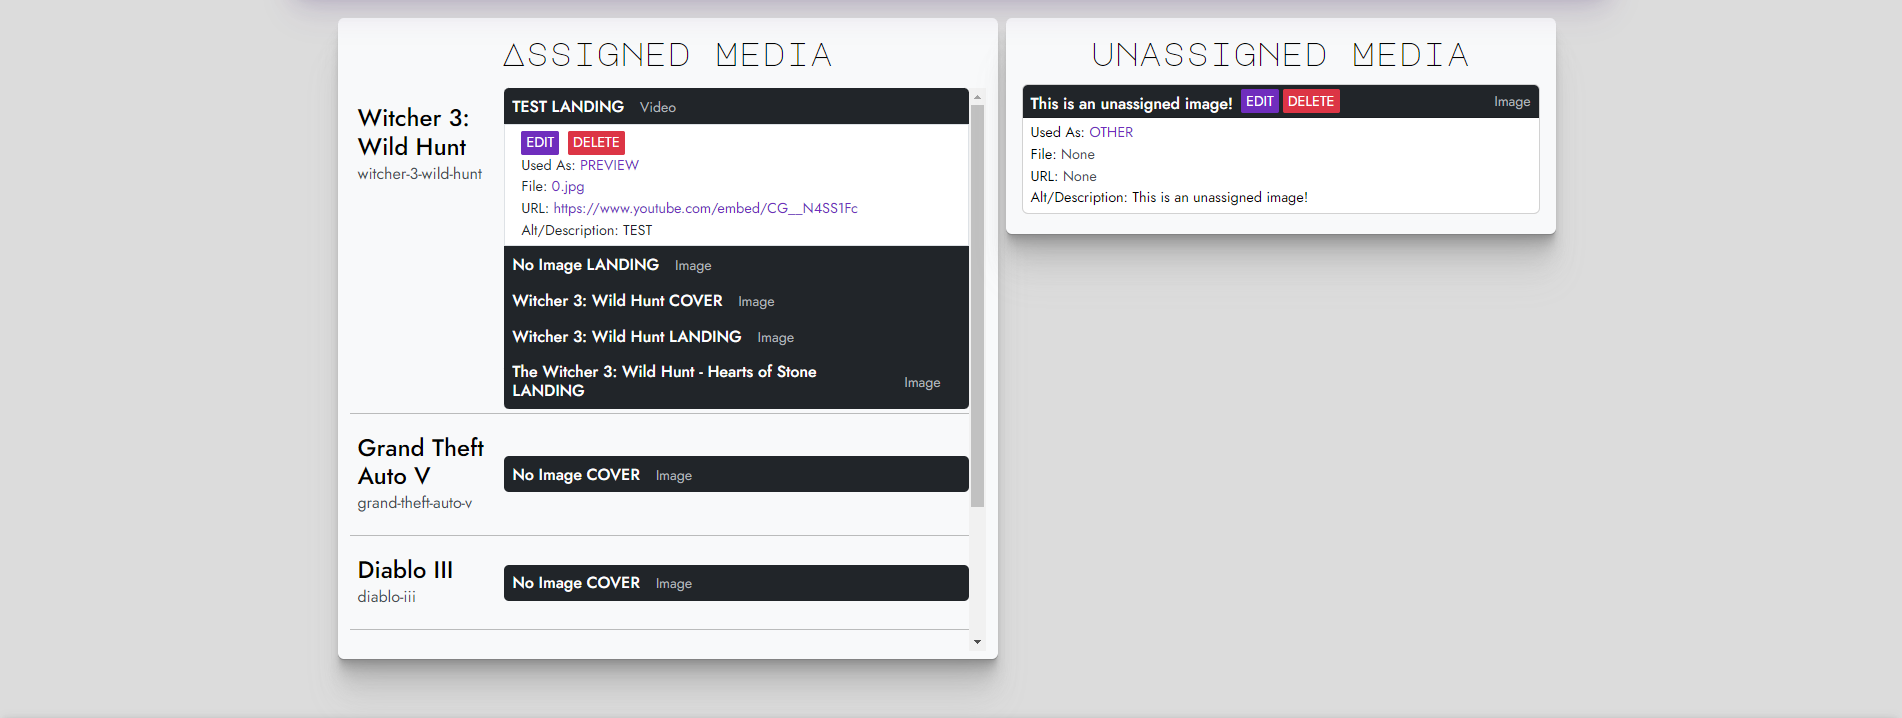 ASSIGNED MEDIA
Witcher 3:
Wild Hunt
witcher-3-wild-hunt
TEST LANDING Video
EDIT DELETE
Used As: PREVIEW
File: 0.jpg
URL: https://www.youtube.com/embed/CG__N4SS1Fc
Alt/Description: TEST
No Image LANDING Image
Witcher 3: Wild Hunt COVER Image
Witcher 3: Wild Hunt LANDING Image
The Witcher 3: Wild Hunt - Hearts of Stone
LANDING Image
Grand Theft
Auto V
grand-theft-auto-v
No Image COVER Image
Diablo III
diablo-iii
No Image COVER Image
UNASSIGNED MEDIA
This is an unassigned image! EDIT DELETE Image
Used As: OTHER
File: None
URL: None
Alt/Description: This is an unassigned image!